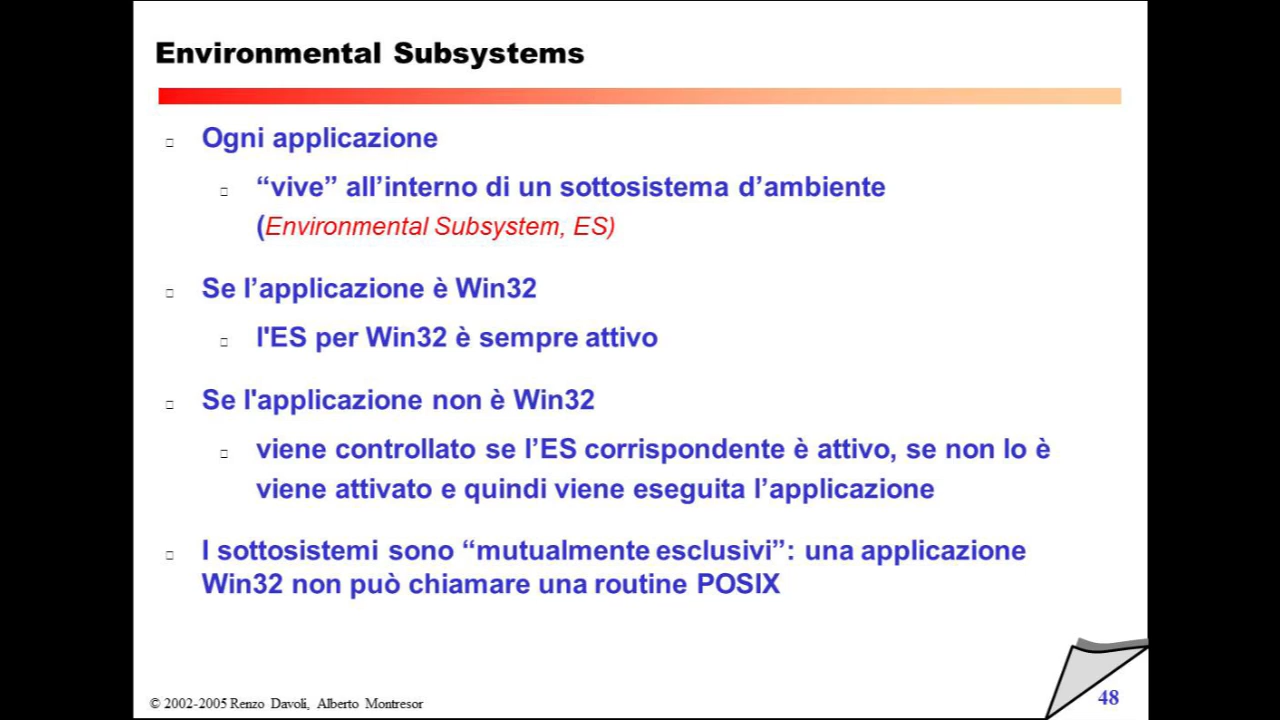 Environmental Subsystems
Ogni applicazione
“vive” all’interno di un sottosistema d’ambiente
(Environmental Subsystem, ES)
Se l’applicazione è Win32
l'ES per Win32 è sempre attivo
Se l'applicazione non è Win32
viene controllato se l’ES corrispondente è attivo, se non lo è
viene attivato e quindi viene eseguita l’applicazione
I sottosistemi sono “mutualmente esclusivi”: una applicazione
Win32 non può chiamare una routine POSIX
© 2002-2005 Renzo Davoli, Alberto Montresor
48